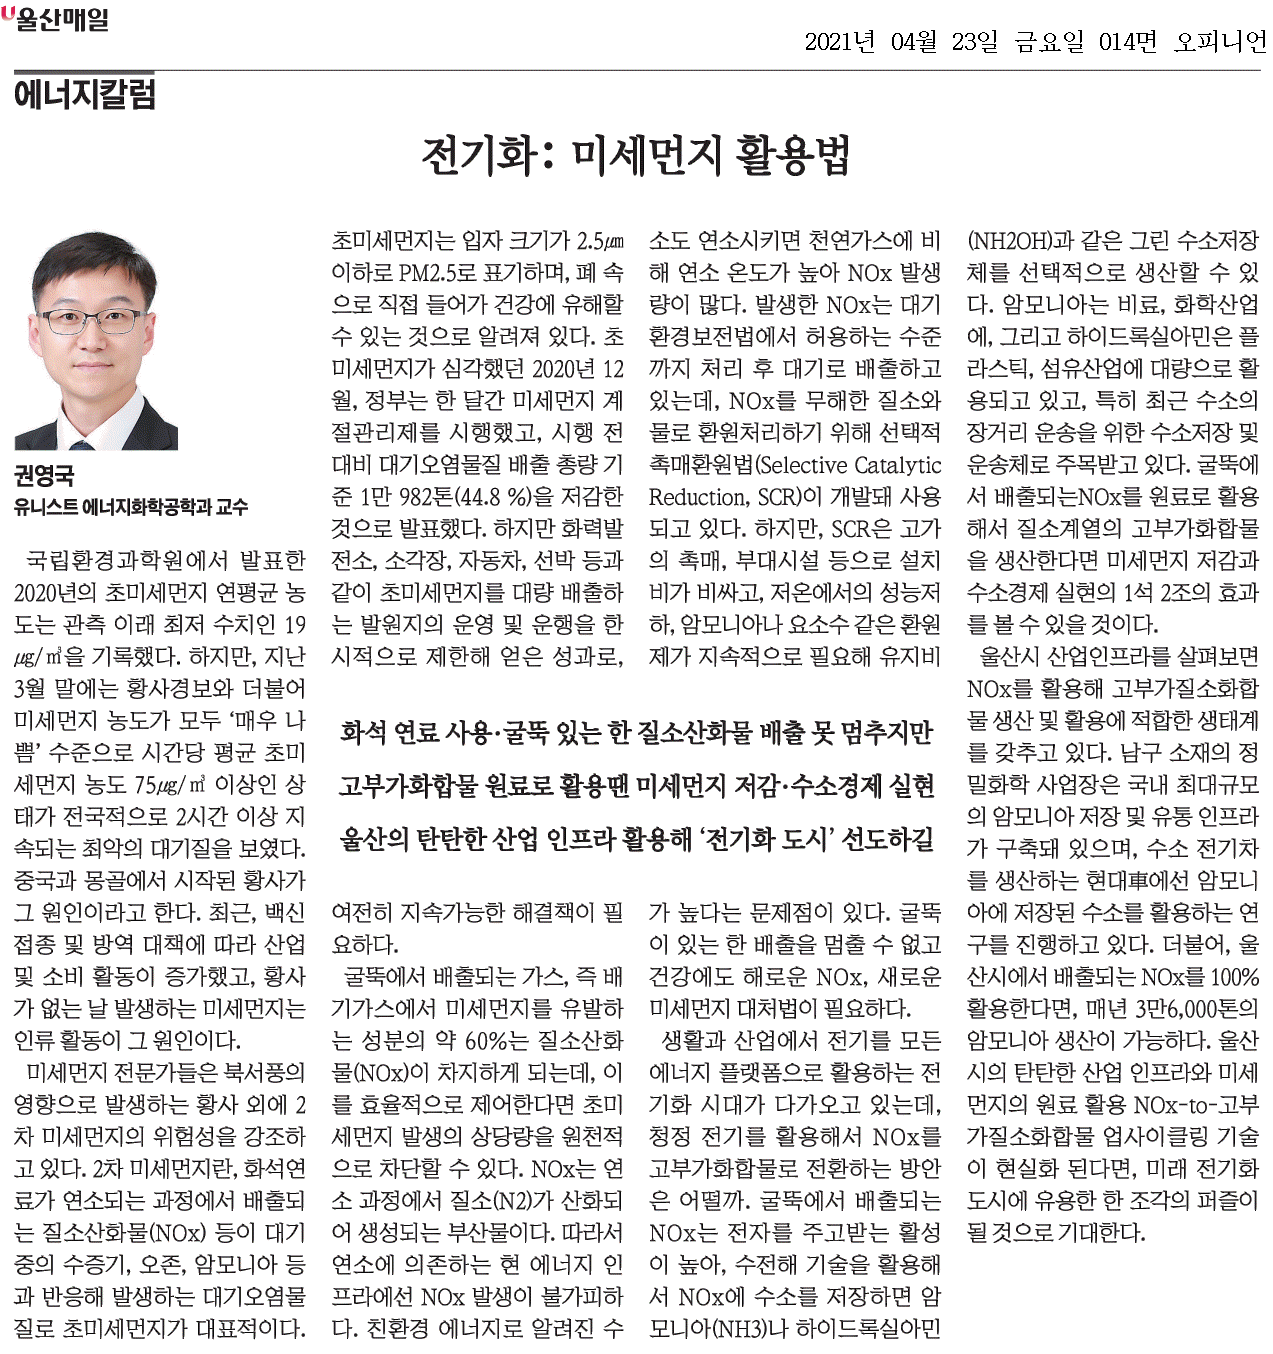 울산매일
2021년 04월 23일 금요일 014면 오피니언
에너지칼럼
전기화: 미세먼지 활용법
권영국
유니스트 에너지화학공학과 교수
국립환경과학원에서 발표한
2020년의 초미세먼지 연평균 농
도는 관측 이래 최저 수치인 19
㎍/㎥을 기록했다. 하지만, 지난
3월 말에는 황사경보와 더불어
미세먼지 농도가 모두 ‘매우 나
쁨’ 수준으로 시간당 평균 초미
세먼지 농도 75㎍/㎥ 이상인 상
태가 전국적으로 2시간 이상 지
속되는 최악의 대기질을 보였다.
중국과 몽골에서 시작된 황사가
그 원인이라고 한다. 최근, 백신
접종 및 방역 대책에 따라 산업
및 소비 활동이 증가했고, 황사
가 없는 날 발생하는 미세먼지는
인류 활동이 그 원인이다.
미세먼지 전문가들은 북서풍의
영향으로 발생하는 황사 외에 2
차 미세먼지의 위험성을 강조하
고 있다. 2차 미세먼지란, 화석연
료가 연소되는 과정에서 배출되
는 질소산화물(NOx) 등이 대기
중의 수증기, 오존, 암모니아 등
과 반응해 발생하는 대기오염물
질로 초미세먼지가 대표적이다.
초미세먼지는 입자 크기가 2.5㎛
이하로 PM2.5로 표기하며, 폐 속
으로 직접 들어가 건강에 유해할
수 있는 것으로 알려져 있다. 초
미세먼지가 심각했던 2020년 12
월, 정부는 한 달간 미세먼지 계
절관리제를 시행했고, 시행 전
대비 대기오염물질 배출 총량 기
준 1만 982톤(44.8 %)을 저감한
것으로 발표했다. 하지만 화력발
전소, 소각장, 자동차, 선박 등과
같이 초미세먼지를 대량 배출하
는 발원지의 운영 및 운행을 한
시적으로 제한해 얻은 성과로,
여전히 지속가능한 해결책이 필
요하다.
굴뚝에서 배출되는 가스, 즉 배
기가스에서 미세먼지를 유발하
는 성분의 약 60%는 질소산화
물(NOx)이 차지하게 되는데, 이
를 효율적으로 제어한다면 초미
세먼지 발생의 상당량을 원천적
으로 차단할 수 있다. NOx는 연
소 과정에서 질소(N2)가 산화되
어 생성되는 부산물이다. 따라서
연소에 의존하는 현 에너지 인
프라에선 NOx 발생이 불가피하
다. 친환경 에너지로 알려진 수
소도 연소시키면 천연가스에 비
해 연소 온도가 높아 NOx 발생
량이 많다. 발생한 NOx는 대기
환경보전법에서 허용하는 수준
까지 처리 후 대기로 배출하고
있는데, NOx를 무해한 질소와
물로 환원처리하기 위해 선택적
촉매환원법(Selective Catalytic
Reduction, SCR)이 개발돼 사용
되고 있다. 하지만, SCR은 고가
의 촉매, 부대시설 등으로 설치
비가 비싸고, 저온에서의 성능저
하, 암모니아나 요소수 같은 환원
제가 지속적으로 필요해 유지비
가 높다는 문제점이 있다. 굴뚝
이 있는 한 배출을 멈출 수 없고
건강에도 해로운 NOx, 새로운
미세먼지 대처법이 필요하다.
생활과 산업에서 전기를 모든
에너지 플랫폼으로 활용하는 전
기화 시대가 다가오고 있는데,
청정 전기를 활용해서 NOx를
고부가화합물로 전환하는 방안
은 어떨까. 굴뚝에서 배출되는
NOx는 전자를 주고받는 활성
이 높아, 수전해 기술을 활용해
서 NOx에 수소를 저장하면 암
모니아(NH3)나 하이드록실아민
화석 연료 사용·굴뚝 있는 한 질소산화물 배출 못 멈추지만
고부가화합물 원료로 활용땐 미세먼지 저감·수소경제 실현
울산의 탄탄한 산업 인프라 활용해 ‘전기화 도시’ 선도하길
(NH2OH)과 같은 그린 수소저장
체를 선택적으로 생산할 수 있
다. 암모니아는 비료, 화학산업
에, 그리고 하이드록실아민은 플
라스틱, 섬유산업에 대량으로 활
용되고 있고, 특히 최근 수소의
장거리 운송을 위한 수소저장 및
운송체로 주목받고 있다. 굴뚝에
서 배출되는NOx를 원료로 활용
해서 질소계열의 고부가화합물
을 생산한다면 미세먼지 저감과
수소경제 실현의 1석 2조의 효과
를 볼 수 있을 것이다.
울산시 산업인프라를 살펴보면
NOx를 활용해 고부가질소화합
물 생산 및 활용에 적합한 생태계
를 갖추고 있다. 남구 소재의 정
밀화학 사업장은 국내 최대규모
의 암모니아 저장 및 유통 인프라
가 구축돼 있으며, 수소 전기차
를 생산하는 현대車에선 암모니
아에 저장된 수소를 활용하는 연
구를 진행하고 있다. 더불어, 울
산시에서 배출되는 NOx를 100%
활용한다면, 매년 3만6,000톤의
암모니아 생산이 가능하다. 울산
시의 탄탄한 산업 인프라와 미세
먼지의 원료 활용 NOx-to-고부
가질소화합물 업사이클링 기술
이 현실화 된다면, 미래 전기화
도시에 유용한 한 조각의 퍼즐이
될 것으로 기대한다.